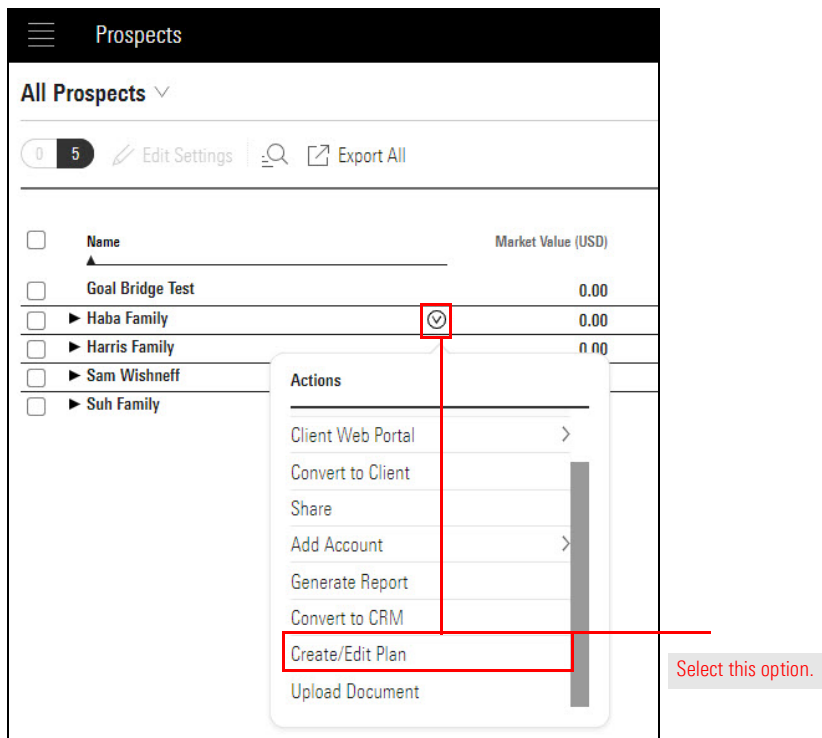 Prospects
All Prospects
0 5 Edit Settings Export All
Name Market Value (USD)
Goal Bridge Test 0.00
Haba Family 0.00
Harris Family 0.00
Sam Wishneff
Suh Family
Actions
Client Web Portal
Convert to Client
Share
Add Account
Generate Report
Convert to CRM
Create/Edit Plan
Select this option.
Upload Document